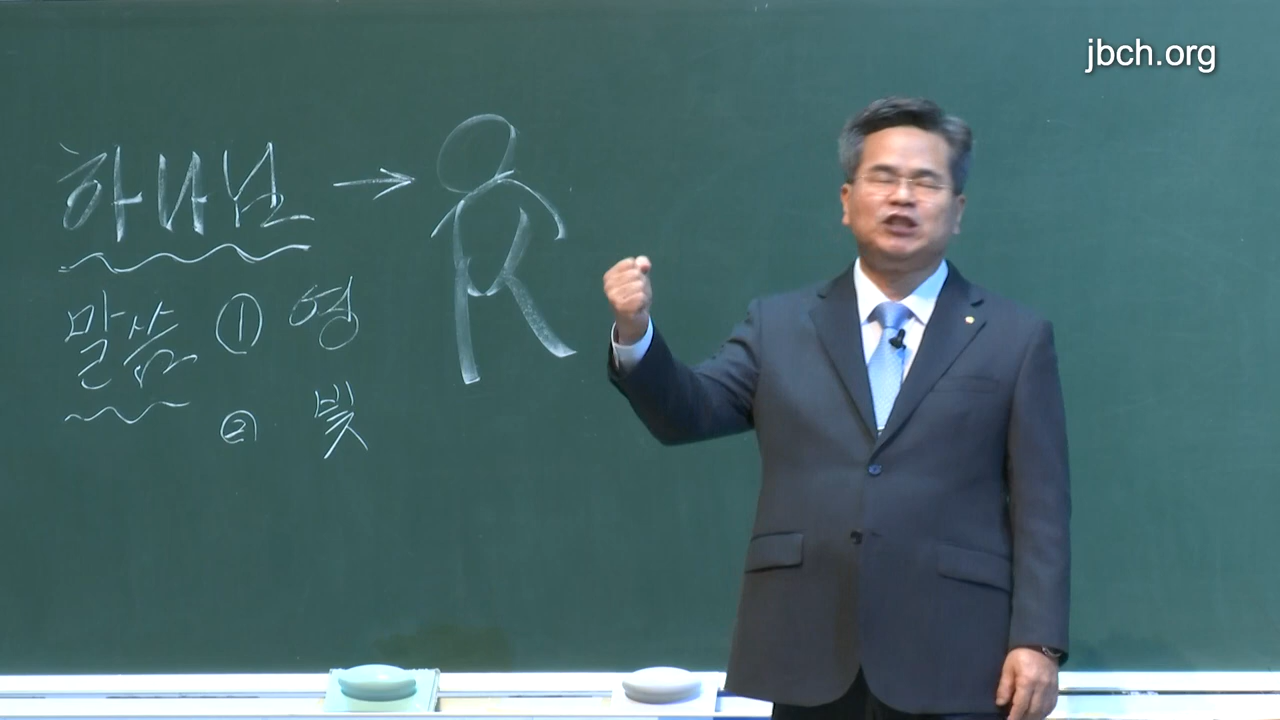 jbch.org
하나님 →
말씀 ① 영
② 빛